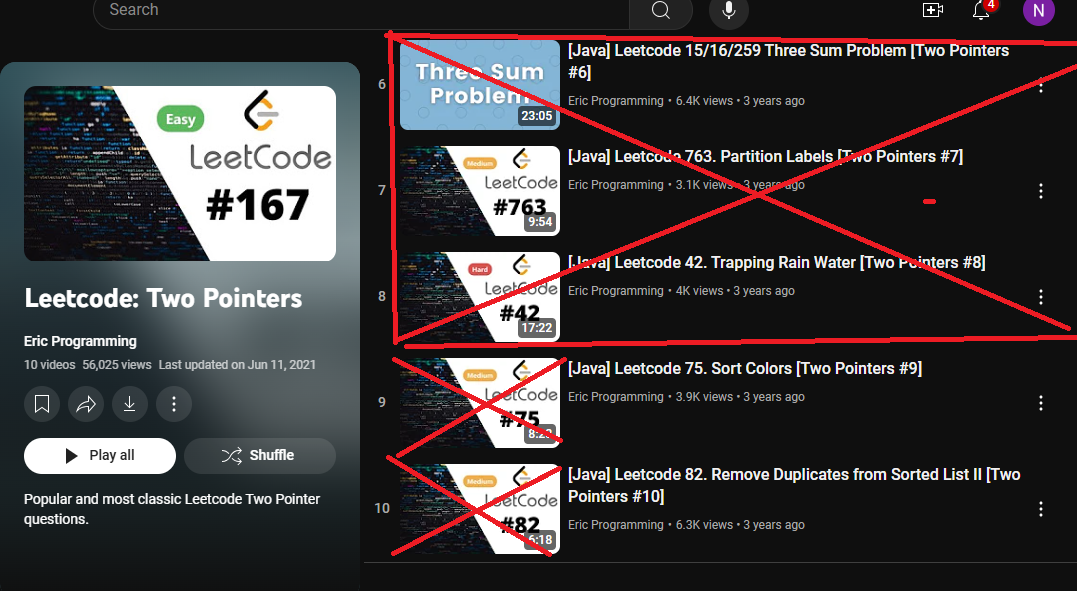 Search
4
N
Easy
LeetCode
#167
Leetcode: Two Pointers
Eric Programming
10 videos 56,025 views Last updated on Jun 11, 2021
Play all
Shuffle
Popular and most classic Leetcode Two Pointer
questions.
6
Three Sum
Problem
23:05
[Java] Leetcode 15/16/259 Three Sum Problem [Two Pointers
#6]
Eric Programming • 6.4K views • 3 years ago
7
Medium
LeetCode
#763
9:54
[Java] Leetcode 763. Partition Labels [Two Pointers #7]
Eric Programming • 3.1K views • 3 years ago
8
Hard
LeetCode
#42
17:22
[Java] Leetcode 42. Trapping Rain Water [Two Pointers #8]
Eric Programming • 4K views • 3 years ago
9
Medium
LeetCode
#75
[Java] Leetcode 75. Sort Colors [Two Pointers #9]
Eric Programming • 3.9K views • 3 years ago
10
Medium
LeetCode
#82
6:18
[Java] Leetcode 82. Remove Duplicates from Sorted List II [Two
Pointers #10]
Eric Programming • 6.3K views • 3 years ago